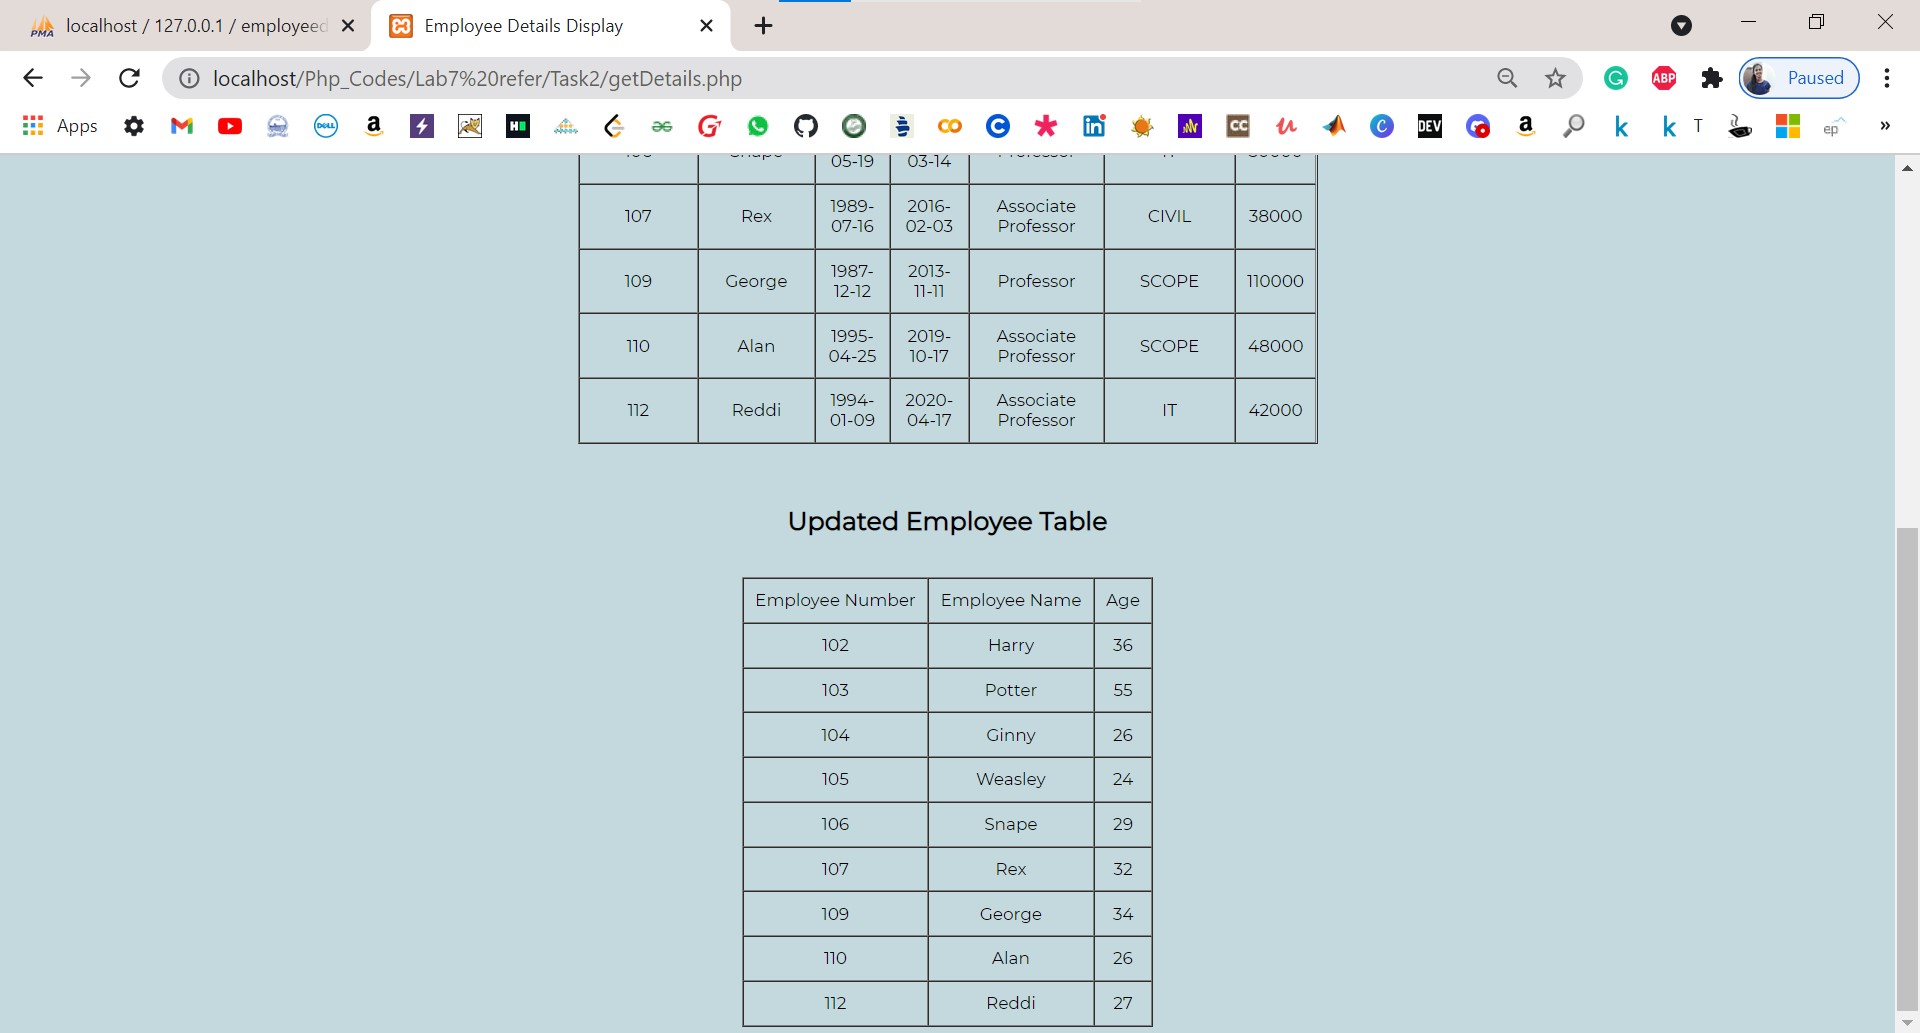 localhost / 127.0.0.1 / employeed
Employee Details Display
localhost/Php_Codes/Lab7%20refer/Task2/getDetails.php
ABP
Paused
Apps
DELL
CC
DEV
T
ep
»
05-19 03-14
107 Rex 1989-07-16 2016-02-03 Associate Professor CIVIL 38000
109 George 1987-12-12 2013-11-11 Professor SCOPE 110000
110 Alan 1995-04-25 2019-10-17 Associate Professor SCOPE 48000
112 Reddi 1994-01-09 2020-04-17 Associate Professor IT 42000
Updated Employee Table
Employee Number Employee Name Age
102 Harry 36
103 Potter 55
104 Ginny 26
105 Weasley 24
106 Snape 29
107 Rex 32
109 George 34
110 Alan 26
112 Reddi 27